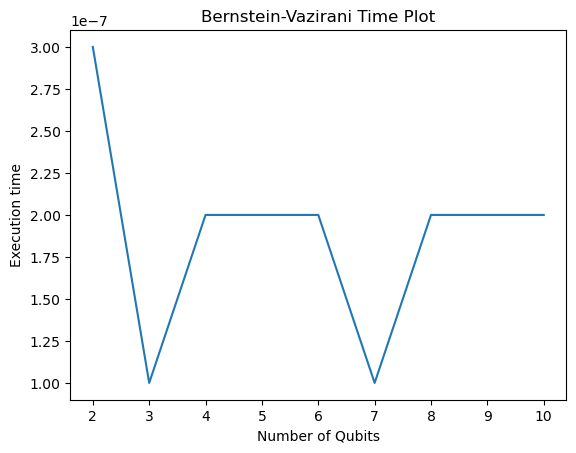 Bernstein-Vazirani Time Plot
1e−7
3.00
2.75
2.50
2.25
2.00
1.75
1.50
1.25
1.00
Execution time
2 3 4 5 6 7 8 9 10
Number of Qubits